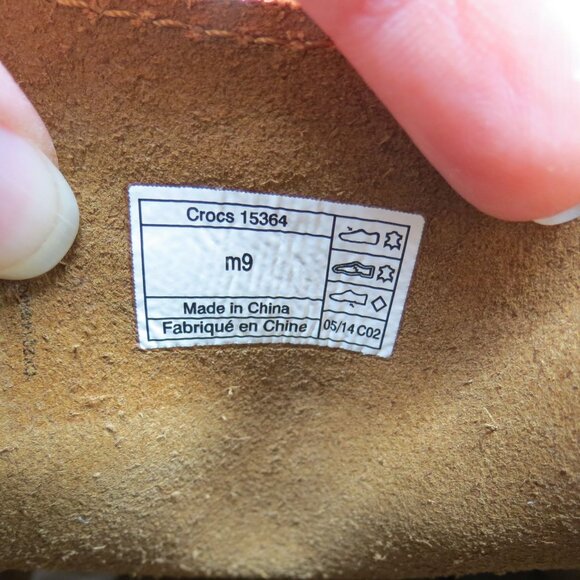 Crocs 15364
m9
Made in China
Fabriqué en Chine
05/14 C02